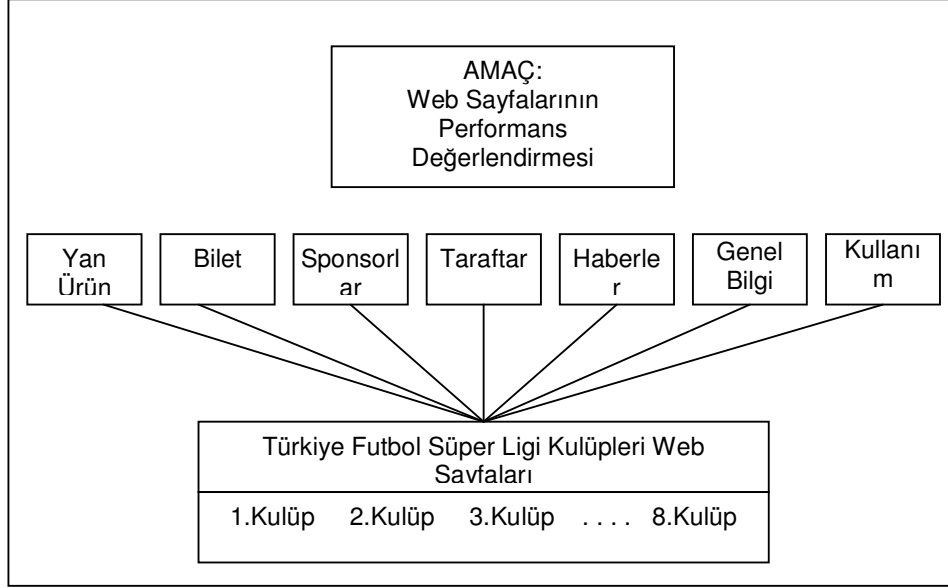 AMAÇ:
Web Sayfalarının
Performans
Değerlendirmesi
Yan
Ürün
Bilet
Sponsorl
ar
Taraftar
Haberle
r
Genel
Bilgi
Kullanı
m
Türkiye Futbol Süper Ligi Kulüpleri Web
Sayfaları
1.Kulüp 2.Kulüp 3.Kulüp . . . . 8.Kulüp